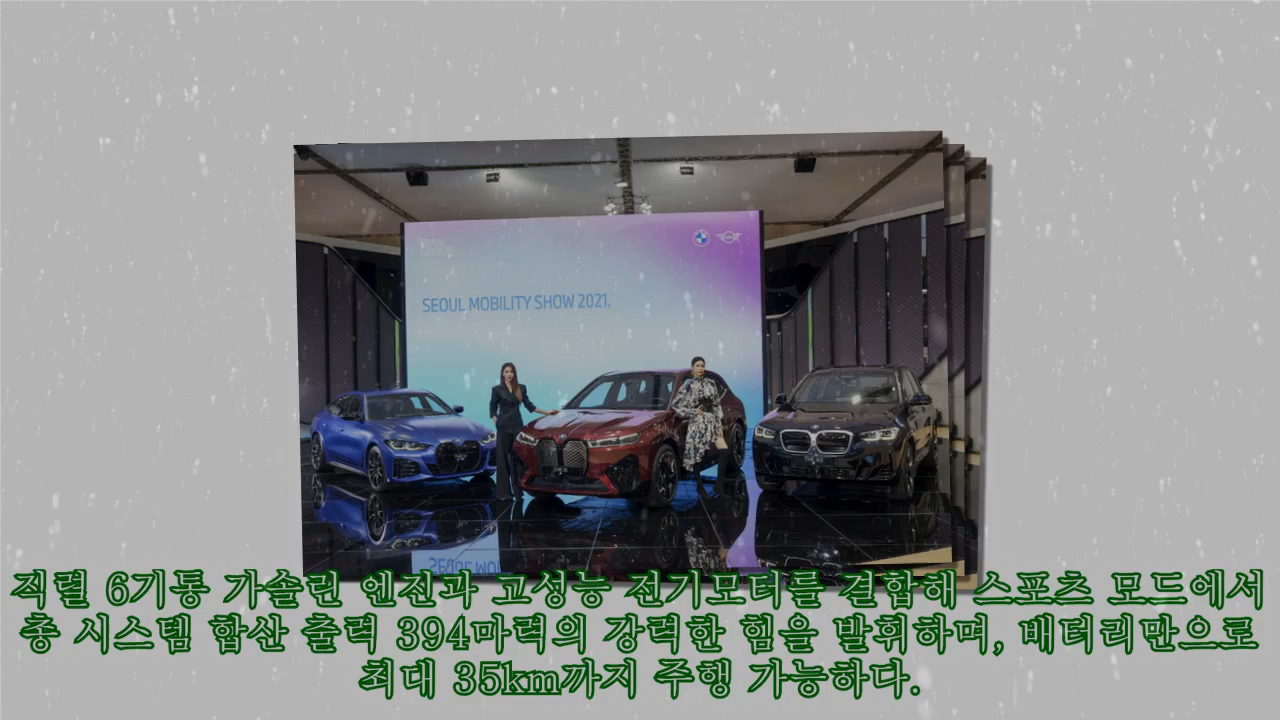 SEOUL MOBILITY SHOW 2021.
직렬 6기통 가솔린 엔진과 고성능 전기모터를 결합해 스포츠 모드에서
총 시스템 합산 출력 394마력의 강력한 힘을 발휘하며, 배터리만으로
최대 35km까지 주행 가능하다.